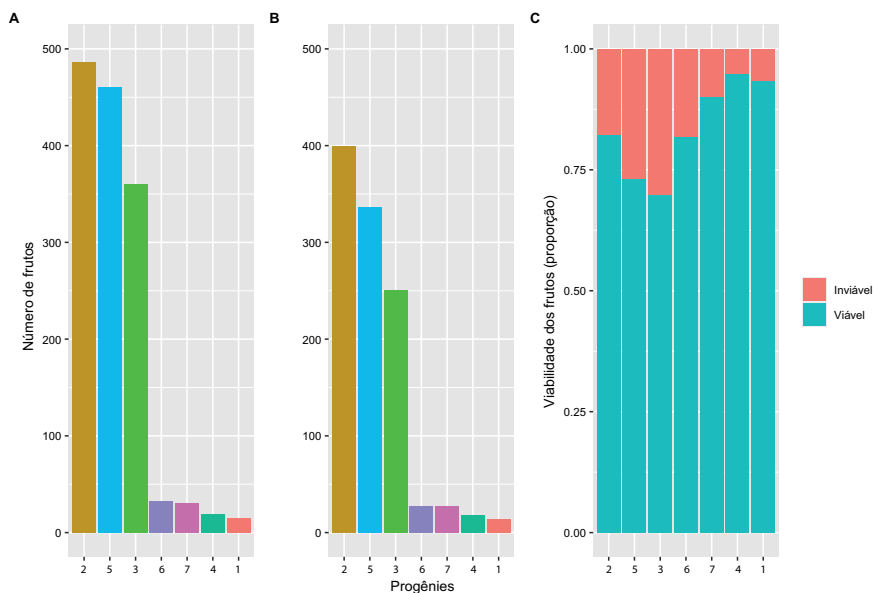 A
B
C
Número de frutos
500
400
300
200
100
0
2 5 3 6 7 4 1
500
400
300
200
100
0
2 5 3 6 7 4 1
Progênies
Viabilidade dos frutos (proporção)
1.00
0.75
0.50
0.25
0.00
2 5 3 6 7 4 1
Inviável
Viável